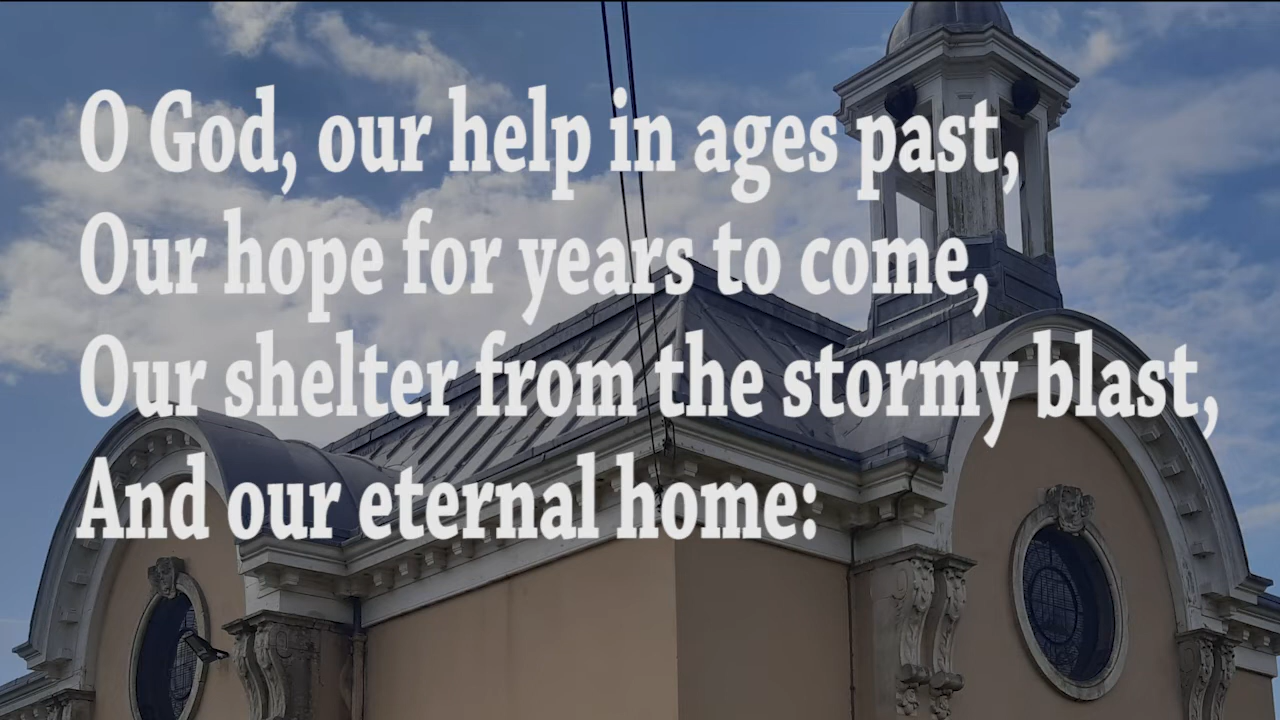 O God, our help in ages past,
Our hope for years to come,
Our shelter from the stormy blast,
And our eternal home: